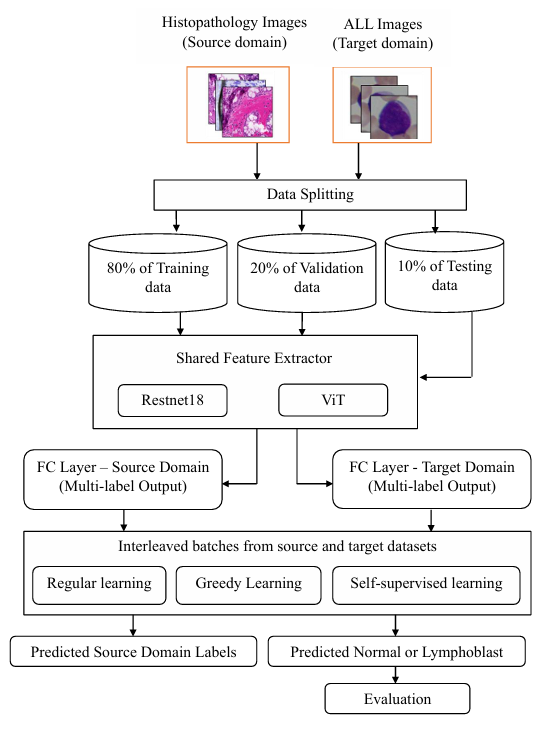 Histopathology Images
(Source domain)
ALL Images
(Target domain)
Data Splitting
80% of Training
data
20% of Validation
data
10% of Testing
data
Shared Feature Extractor
Restnet18
ViT
FC Layer – Source Domain
(Multi-label Output)
FC Layer - Target Domain
(Multi-label Output)
Interleaved batches from source and target datasets
Regular learning
Greedy Learning
Self-supervised learning
Predicted Source Domain Labels
Predicted Normal or Lymphoblast
Evaluation